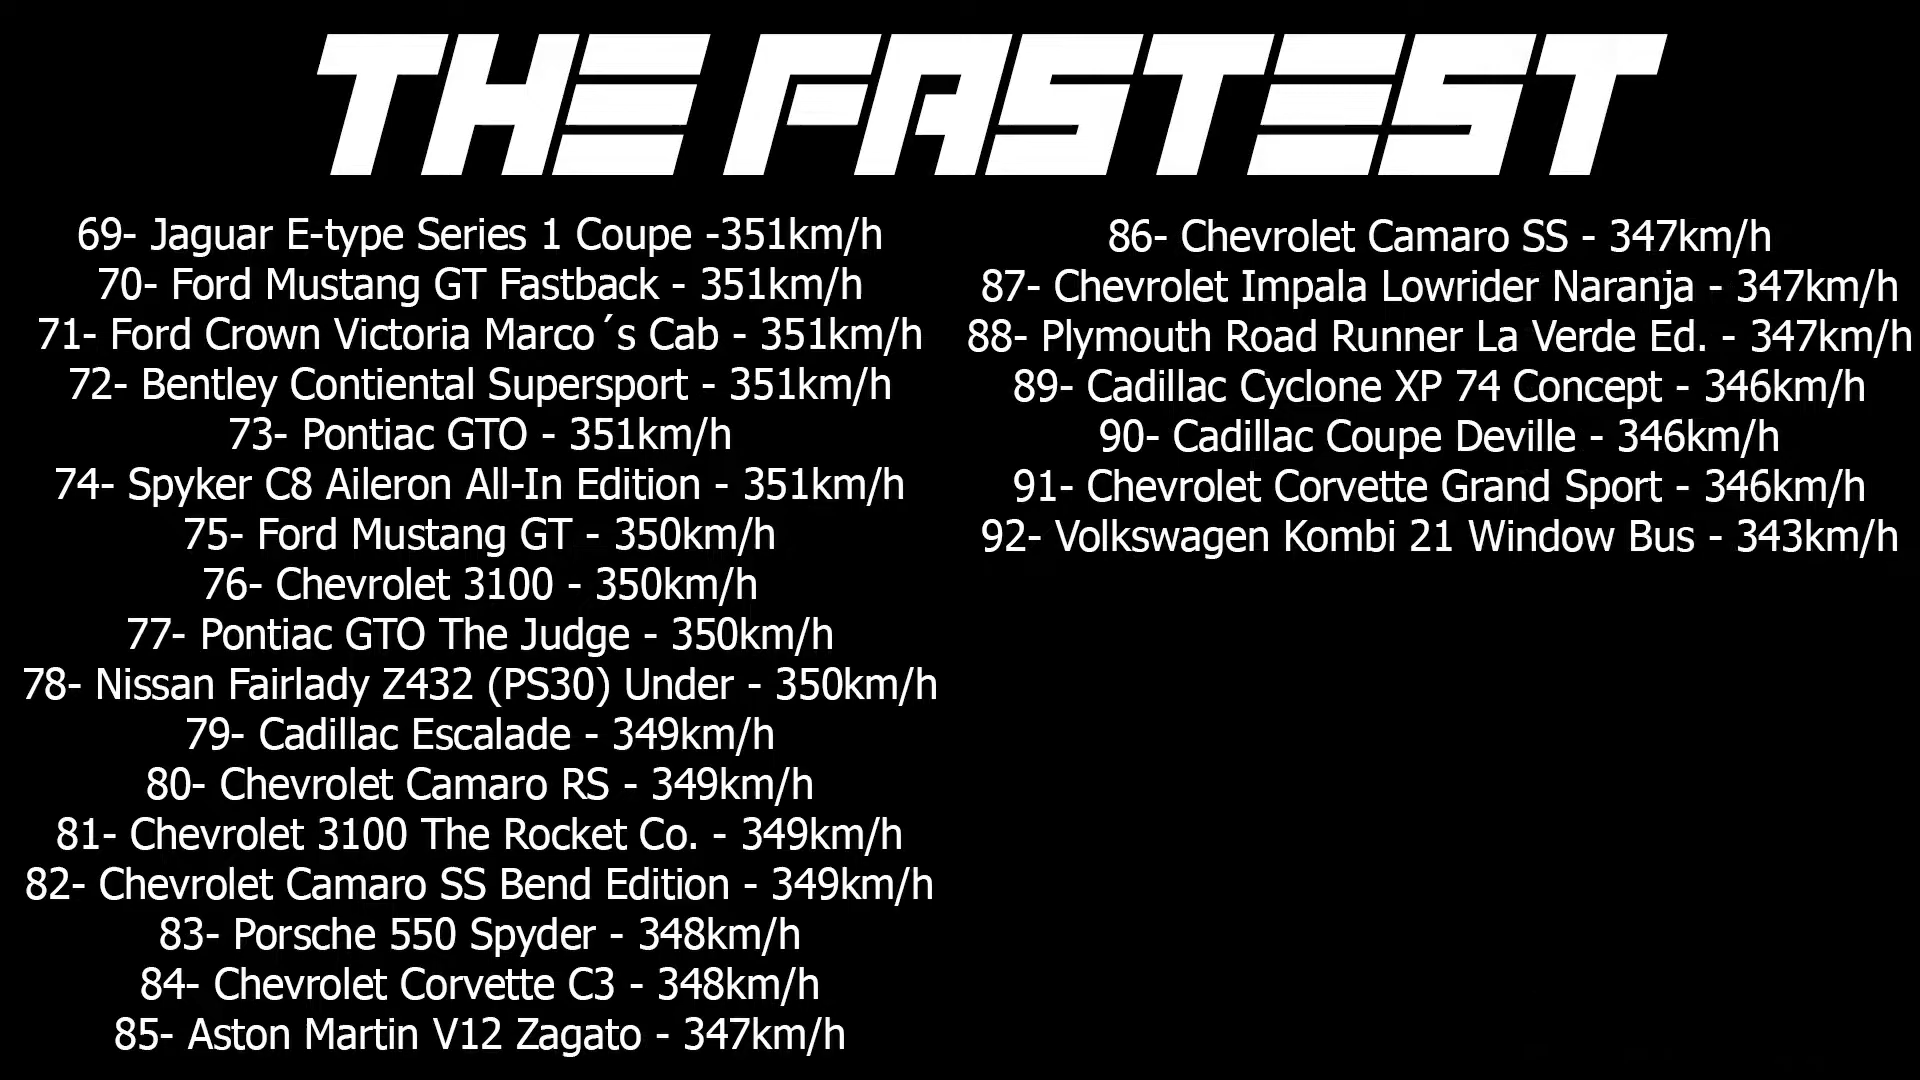 THE FASTEST
69- Jaguar E-type Series 1 Coupe -351km/h
70- Ford Mustang GT Fastback - 351km/h
71- Ford Crown Victoria Marco´s Cab - 351km/h
72- Bentley Contiental Supersport - 351km/h
73- Pontiac GTO - 351km/h
74- Spyker C8 Aileron All-In Edition - 351km/h
75- Ford Mustang GT - 350km/h
76- Chevrolet 3100 - 350km/h
77- Pontiac GTO The Judge - 350km/h
78- Nissan Fairlady Z432 (PS30) Under - 350km/h
79- Cadillac Escalade - 349km/h
80- Chevrolet Camaro RS - 349km/h
81- Chevrolet 3100 The Rocket Co. - 349km/h
82- Chevrolet Camaro SS Bend Edition - 349km/h
83- Porsche 550 Spyder - 348km/h
84- Chevrolet Corvette C3 - 348km/h
85- Aston Martin V12 Zagato - 347km/h
86- Chevrolet Camaro SS - 347km/h
87- Chevrolet Impala Lowrider Naranja - 347km/h
88- Plymouth Road Runner La Verde Ed. - 347km/h
89- Cadillac Cyclone XP 74 Concept - 346km/h
90- Cadillac Coupe Deville - 346km/h
91- Chevrolet Corvette Grand Sport - 346km/h
92- Volkswagen Kombi 21 Window Bus - 343km/h